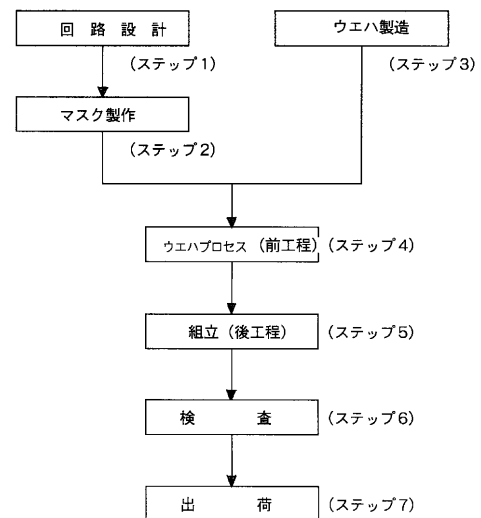 回路設計
ウエハ製造
(ステップ1)
(ステップ3)
マスク製作
(ステップ2)
ウエハプロセス(前工程)(ステップ4)
組立(後工程)(ステップ5)
検査(ステップ6)
出荷(ステップ7)